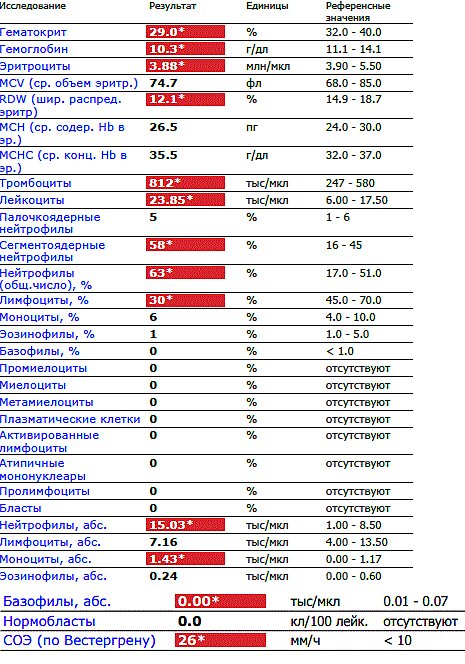 Исследование Результат Единицы Референсные
значения
Гематокрит 29.0* % 32.0 - 40.0
Гемоглобин 10.3* г/дл 11.1 - 14.1
Эритроциты 3.88* млн/мкл 3.90 - 5.50
MCV (ср. объем эритр.) 74.7 фл 68.0 - 85.0
RDW (шир. распред. 12.1* % 14.9 - 18.7
эритр)
MCH (ср. содер. Hb в 26.5 пг 24.0 - 30.0
эр.)
MCHC (ср. конц. Hb в 35.5 г/дл 32.0 - 37.0
эр.)
Тромбоциты 812* тыс/мкл 247 - 580
Лейкоциты 23.85* тыс/мкл 6.00 - 17.50
Палочкоядерные 5 % 1 - 6
нейтрофилы
Сегментоядерные 58* % 16 - 45
нейтрофилы
Нейтрофилы 63* % 17.0 - 51.0
(общ.число), %
Лимфоциты, % 30* % 45.0 - 70.0
Моноциты, % 6 % 4.0 - 10.0
Эозинофилы, % 1 % 1.0 - 5.0
Базофилы, % 0 % < 1.0
Промиелоциты 0 % отсутствуют
Миелоциты 0 % отсутствуют
Метамиелоциты 0 % отсутствуют
Плазматические клетки 0 % отсутствуют
Активированные 0 % отсутствуют
лимфоциты
Атипичные 0 % отсутствуют
мононуклеары
Пролимфоциты 0 % отсутствуют
Бласты 0 % отсутствуют
Нейтрофилы, абс. 15.03* тыс/мкл 1.00 - 8.50
Лимфоциты, абс. 7.16 тыс/мкл 4.00 - 13.50
Моноциты, абс. 1.43* тыс/мкл 0.00 - 1.17
Эозинофилы, абс. 0.24 тыс/мкл 0.00 - 0.60
Базофилы, абс. 0.00* тыс/мкл 0.01 - 0.07
Нормобласты 0.0 кл/100 лейк. отсутствуют
СОЭ (по Вестергрену) 26* мм/ч < 10